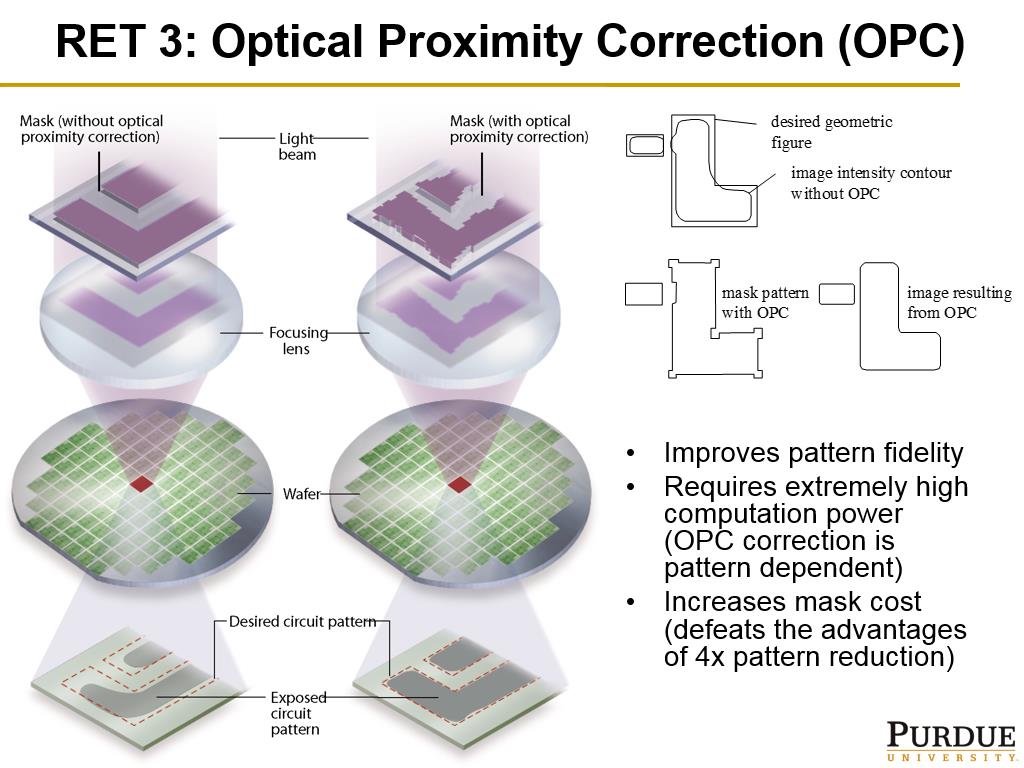 RET 3: Optical Proximity Correction (OPC)
Mask (without optical
proximity correction)
Light
beam
Mask (with optical
proximity correction)
Focusing
lens
Wafer
Desired circuit pattern
Exposed
circuit
pattern
desired geometric
figure
image intensity contour
without OPC
mask pattern
with OPC
image resulting
from OPC
• Improves pattern fidelity
• Requires extremely high
computation power
(OPC correction is
pattern dependent)
• Increases mask cost
(defeats the advantages
of 4x pattern reduction)
PURDUE
UNIVERSITY